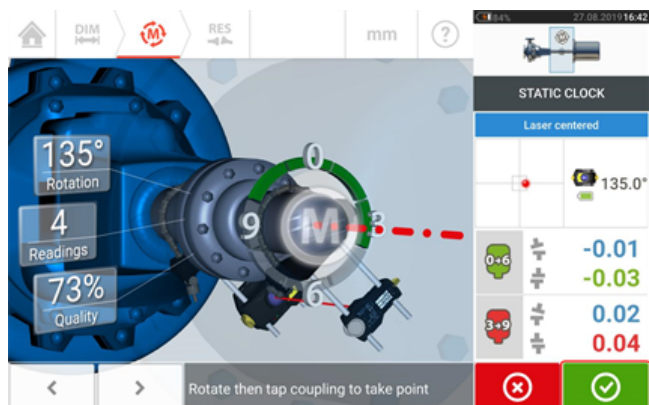 DIM
M
RES
mm
?
84%
27.08.2019 16:42
M
STATIC CLOCK
Laser centered
135.0°
135°
Rotation
4
Readings
73%
Quality
0
9
M
3
6
0→6
-0.01
-0.03
3→9
0.02
0.04
Rotate then tap coupling to take point